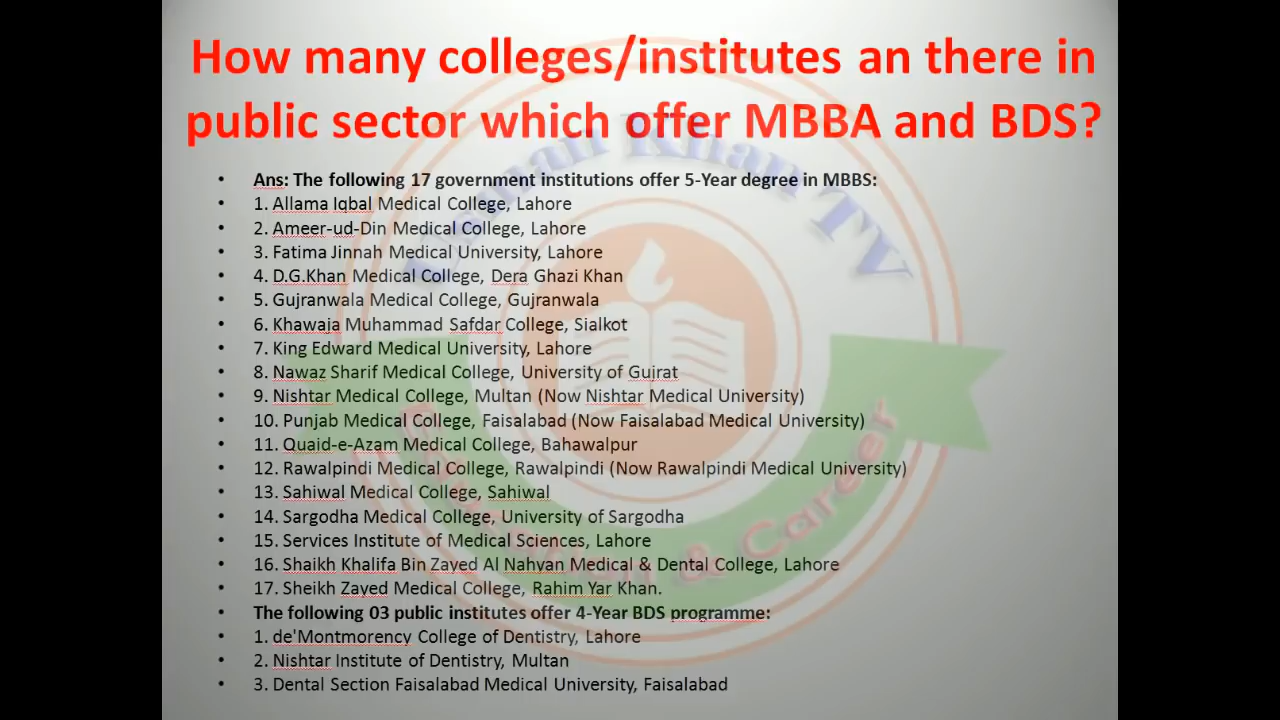 How many colleges/institutes an there in
public sector which offer MBBA and BDS?
Usman Khan TV
• Ans: The following 17 government institutions offer 5-Year degree in MBBS:
• 1. Allama Iqbal Medical College, Lahore
• 2. Ameer-ud-Din Medical College, Lahore
• 3. Fatima Jinnah Medical University, Lahore
• 4. D.G.Khan Medical College, Dera Ghazi Khan
• 5. Gujranwala Medical College, Gujranwala
• 6. Khawaja Muhammad Safdar College, Sialkot
• 7. King Edward Medical University, Lahore
• 8. Nawaz Sharif Medical College, University of Gujrat
• 9. Nishtar Medical College, Multan (Now Nishtar Medical University)
• 10. Punjab Medical College, Faisalabad (Now Faisalabad Medical University)
• 11. Quaid-e-Azam Medical College, Bahawalpur
• 12. Rawalpindi Medical College, Rawalpindi (Now Rawalpindi Medical University)
• 13. Sahiwal Medical College, Sahiwal
• 14. Sargodha Medical College, University of Sargodha
• 15. Services Institute of Medical Sciences, Lahore
• 16. Shaikh Khalifa Bin Zayed Al Nahyan Medical & Dental College, Lahore
• 17. Sheikh Zayed Medical College, Rahim Yar Khan.
• The following 03 public institutes offer 4-Year BDS programme:
• 1. de'Montmorency College of Dentistry, Lahore
• 2. Nishtar Institute of Dentistry, Multan
• 3. Dental Section Faisalabad Medical University, Faisalabad
Education & Career